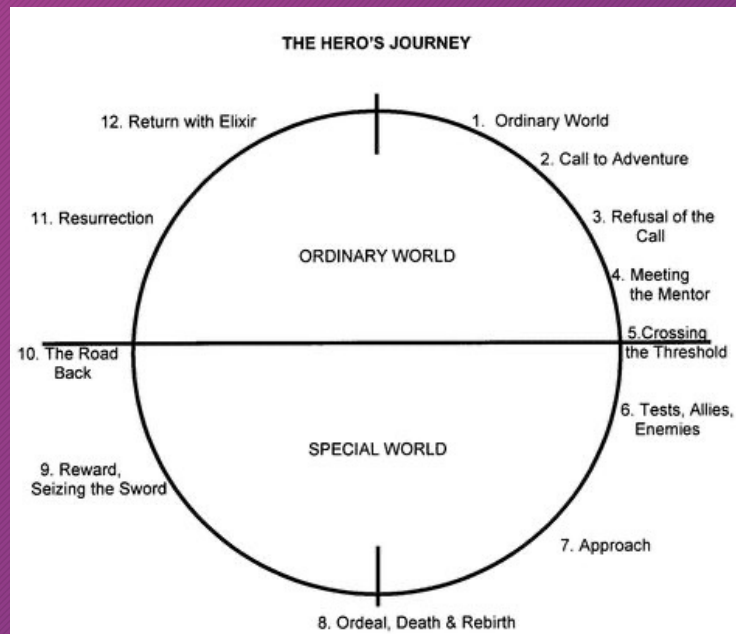 THE HERO'S JOURNEY
12. Return with Elixir
1. Ordinary World
2. Call to Adventure
3. Refusal of the
Call
11. Resurrection
ORDINARY WORLD
4. Meeting
the Mentor
5.Crossing
the Threshold
10. The Road
Back
6. Tests, Allies,
Enemies
SPECIAL WORLD
9. Reward,
Seizing the Sword
7. Approach
8. Ordeal, Death & Rebirth